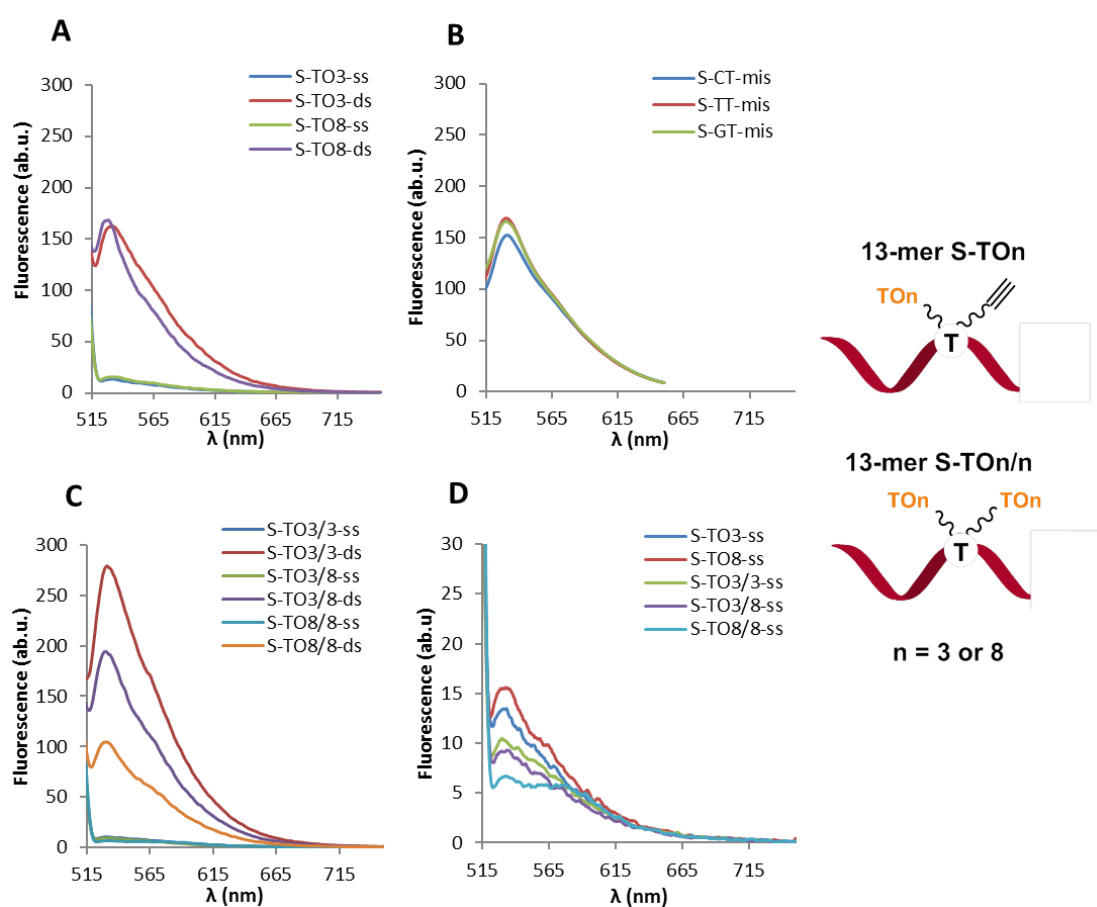 A
S-TO3-ss
S-TO3-ds
S-TO8-ss
S-TO8-ds
Fluorescence (ab.u.)
300
250
200
150
100
50
0
515 565 615 665 715
λ (nm)
B
S-CT-mis
S-TT-mis
S-GT-mis
Fluorescence (ab.u.)
300
250
200
150
100
50
0
515 565 615 665 715
λ (nm)
C
S-TO3/3-ss
S-TO3/3-ds
S-TO3/8-ss
S-TO3/8-ds
S-TO8/8-ss
S-TO8/8-ds
Fluorescence (ab.u.)
300
250
200
150
100
50
0
515 565 615 665 715
λ (nm)
D
S-TO3-ss
S-TO8-ss
S-TO3/3-ss
S-TO3/8-ss
S-TO8/8-ss
Fluorescence (ab.u)
30
25
20
15
10
5
0
515 565 615 665 715
λ (nm)
13-mer S-TOn
TOn
T
13-mer S-TOn/n
TOn TOn
T
n = 3 or 8